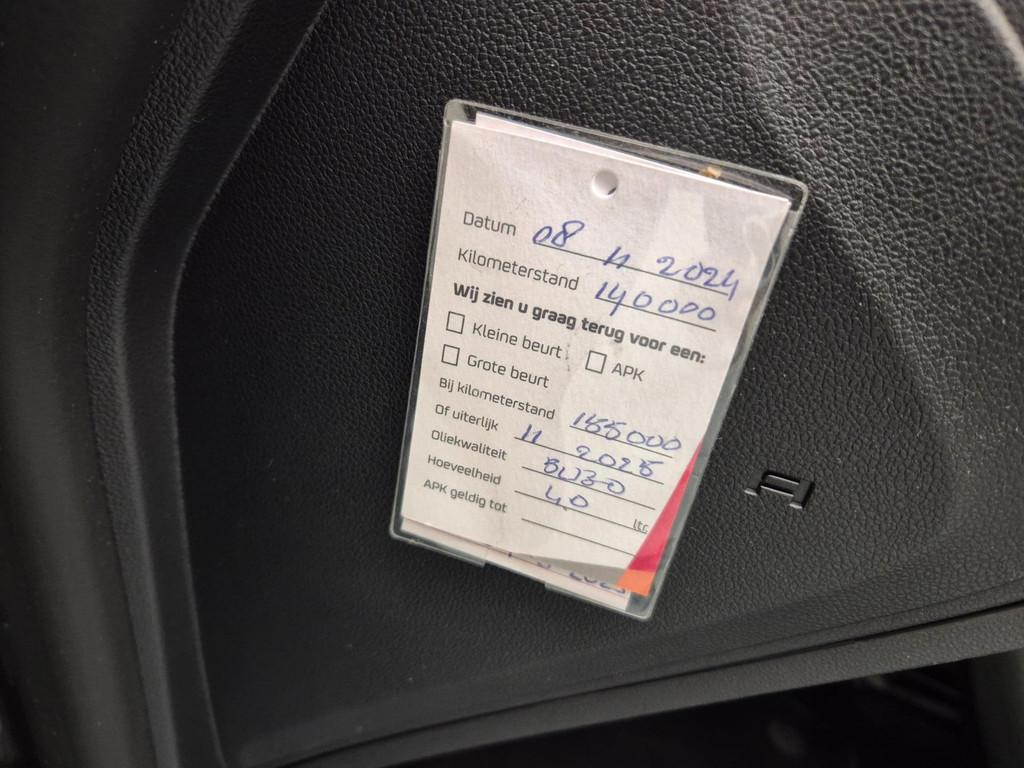 Datum 08 11 2024
Kilometerstand 140000
Wij zien u graag terug voor een:
Kleine beurt APK
Grote beurt
Bij kilometerstand 155000
Of uiterlijk 11 2025
Oliekwaliteit 5W30
Hoeveelheid 4.0 ltr.
APK geldig tot